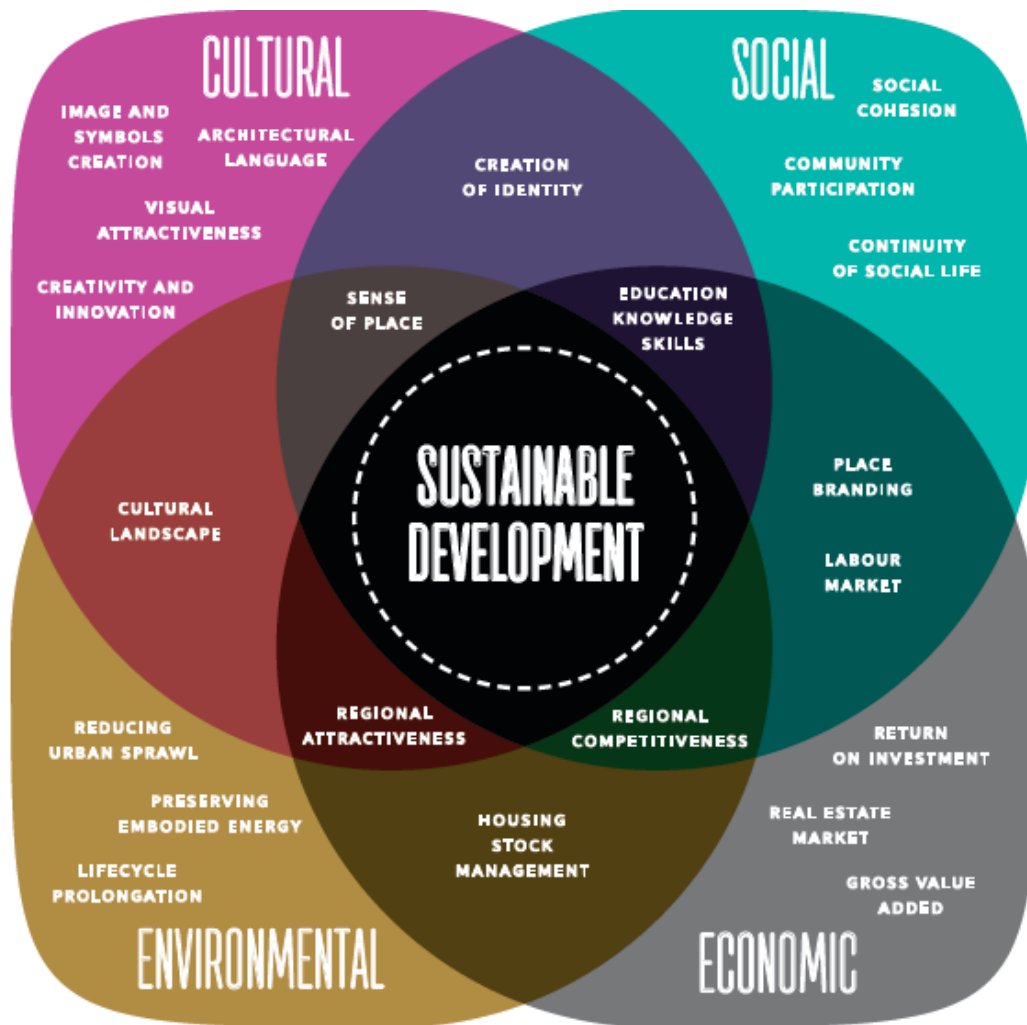 CULTURAL
IMAGE AND
SYMBOLS
CREATION
ARCHITECTURAL
LANGUAGE
VISUAL
ATTRACTIVENESS
CREATIVITY AND
INNOVATION
CREATION
OF IDENTITY
SOCIAL
SOCIAL
COHESION
COMMUNITY
PARTICIPATION
CONTINUITY
OF SOCIAL LIFE
SENSE
OF PLACE
EDUCATION
KNOWLEDGE
SKILLS
CULTURAL
LANDSCAPE
SUSTAINABLE
DEVELOPMENT
PLACE
BRANDING
LABOUR
MARKET
REDUCING
URBAN SPRAWL
PRESERVING
EMBODIED ENERGY
LIFECYCLE
PROLONGATION
ENVIRONMENTAL
REGIONAL
ATTRACTIVENESS
REGIONAL
COMPETITIVENESS
HOUSING
STOCK
MANAGEMENT
RETURN
ON INVESTMENT
REAL ESTATE
MARKET
GROSS VALUE
ADDED
ECONOMIC